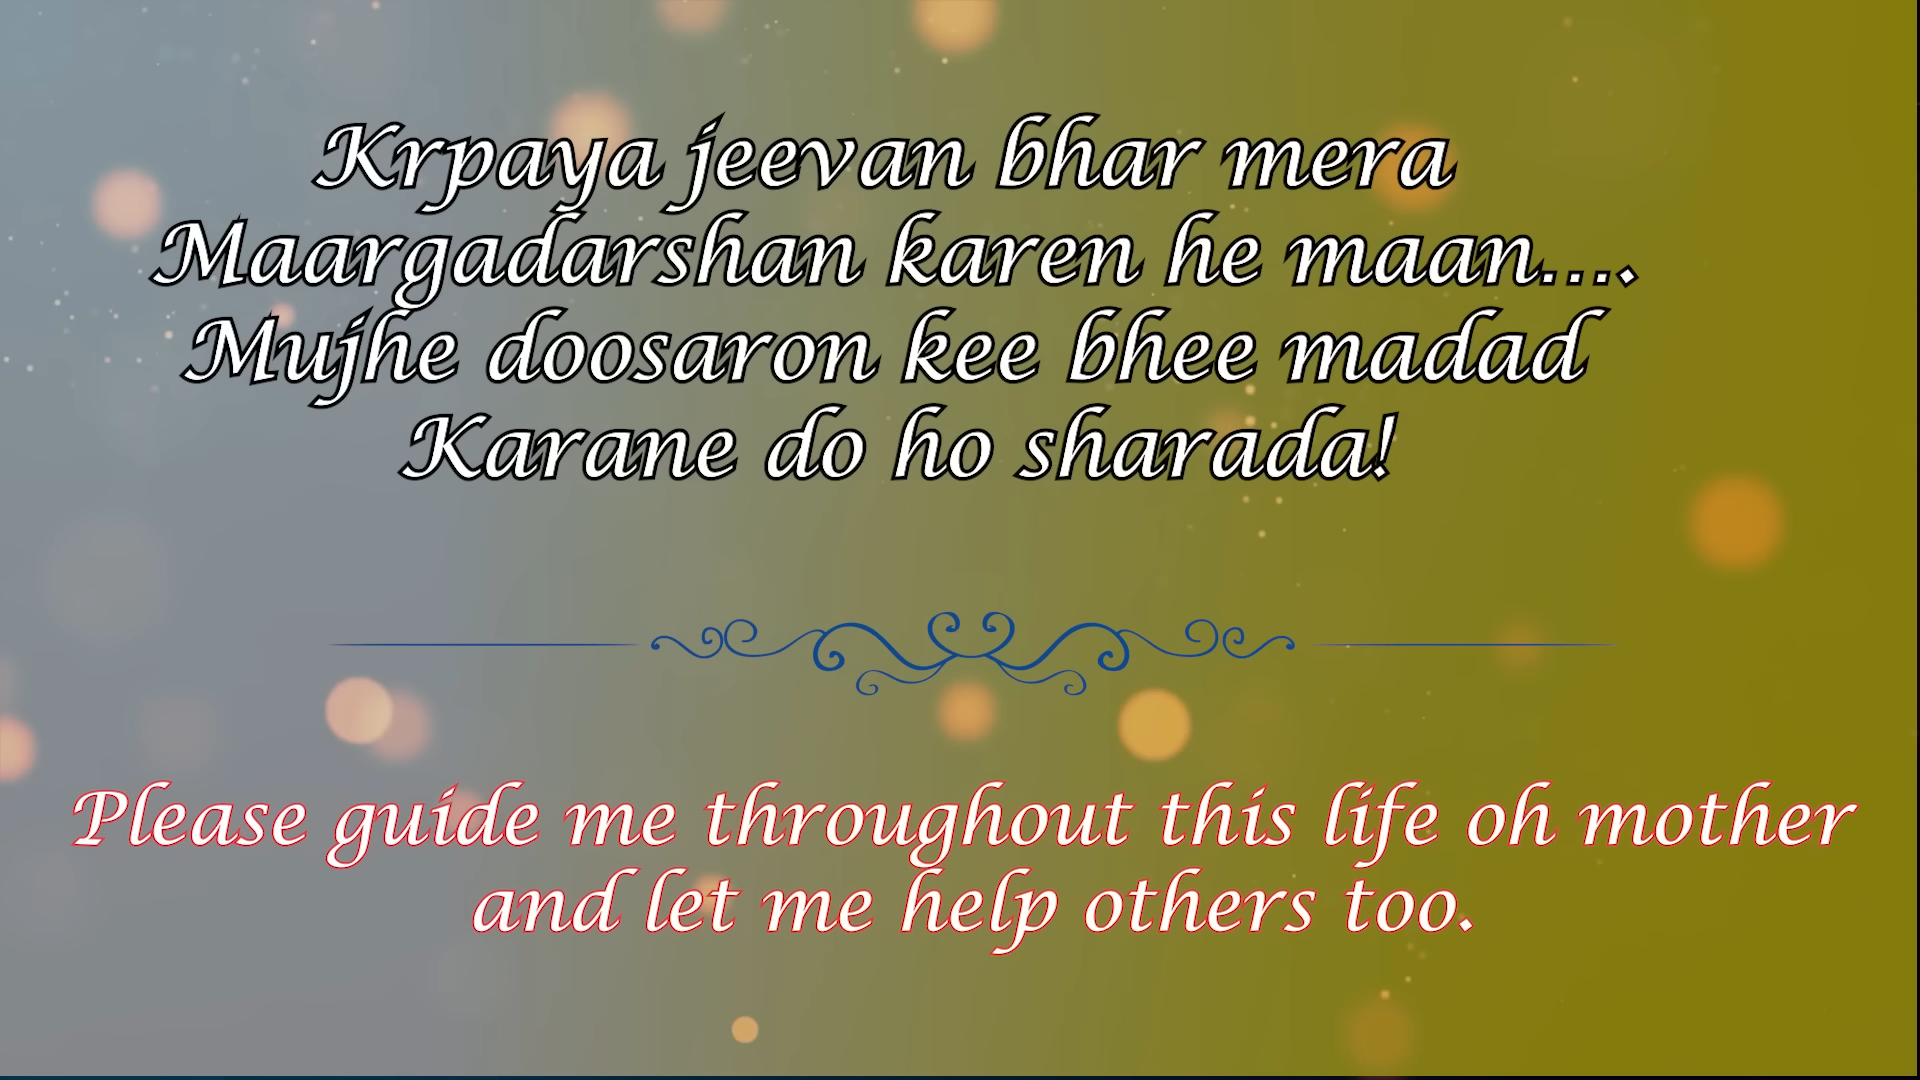 Krpaya jeevan bhar mera
Maargadarshan karen he maan....
Mujhe doosaron kee bhee madad
Karane do ho sharada!
Please guide me throughout this life oh mother
and let me help others too.